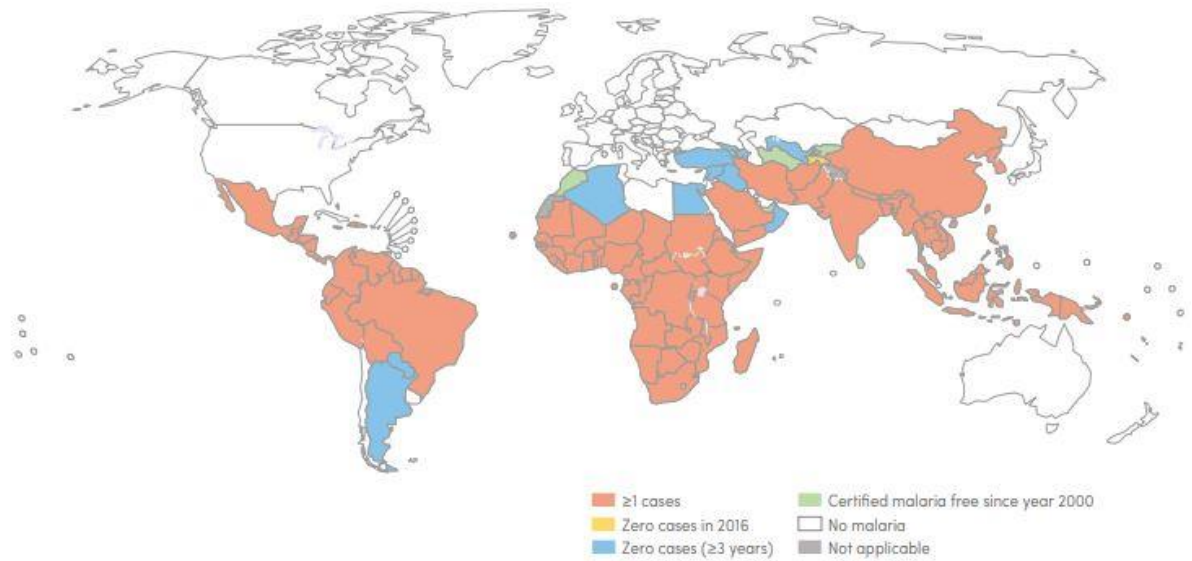 ≥1 cases
Zero cases in 2016
Zero cases (≥3 years)
Certified malaria free since year 2000
No malaria
Not applicable